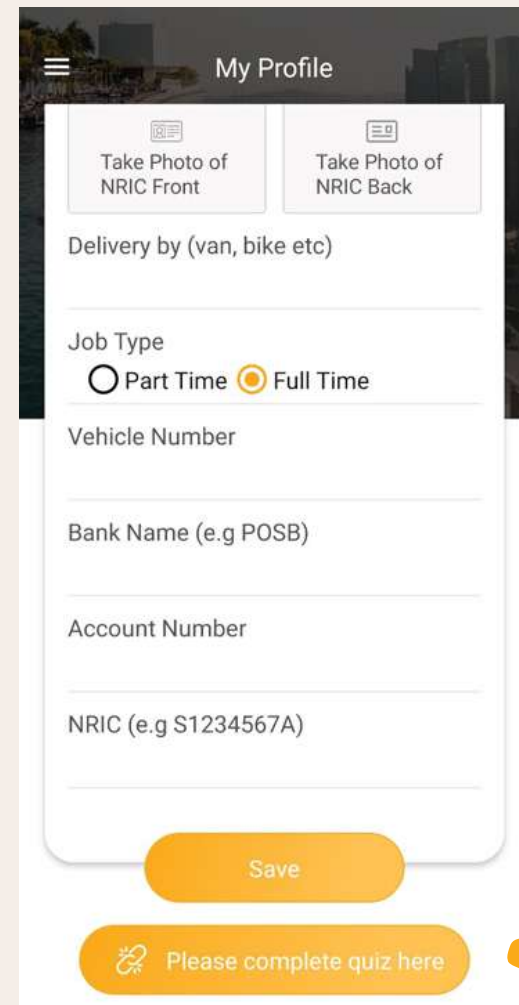 My Profile
Take Photo of
NRIC Front
Take Photo of
NRIC Back
Delivery by (van, bike etc)
Job Type
Part Time Full Time
Vehicle Number
Bank Name (e.g POSB)
Account Number
NRIC (e.g S1234567A)
Save
Please complete quiz here